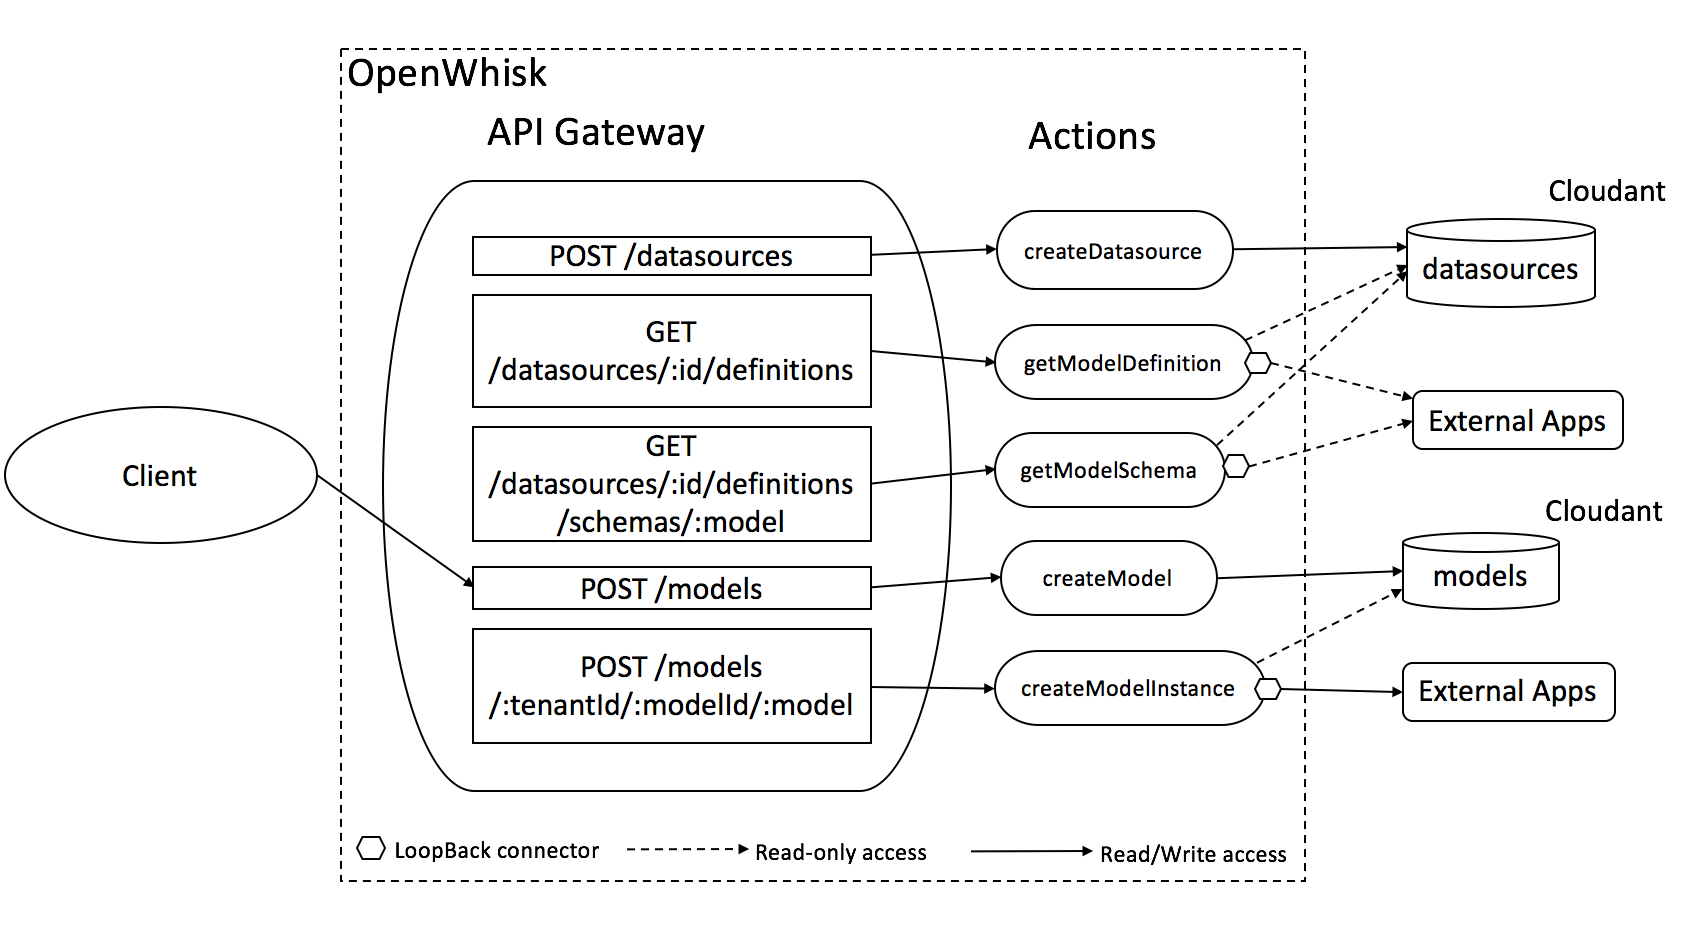 OpenWhisk
API Gateway
Actions
Cloudant
POST /datasources
createDatasource
datasources
GET
/datasources/:id/definitions
getModelDefinition
External Apps
Client
GET
/datasources/:id/definitions
/schemas/:model
getModelSchema
Cloudant
POST /models
createModel
models
POST /models
/:tenantId/:modelId/:model
createModelInstance
External Apps
LoopBack connector
Read-only access
Read/Write access